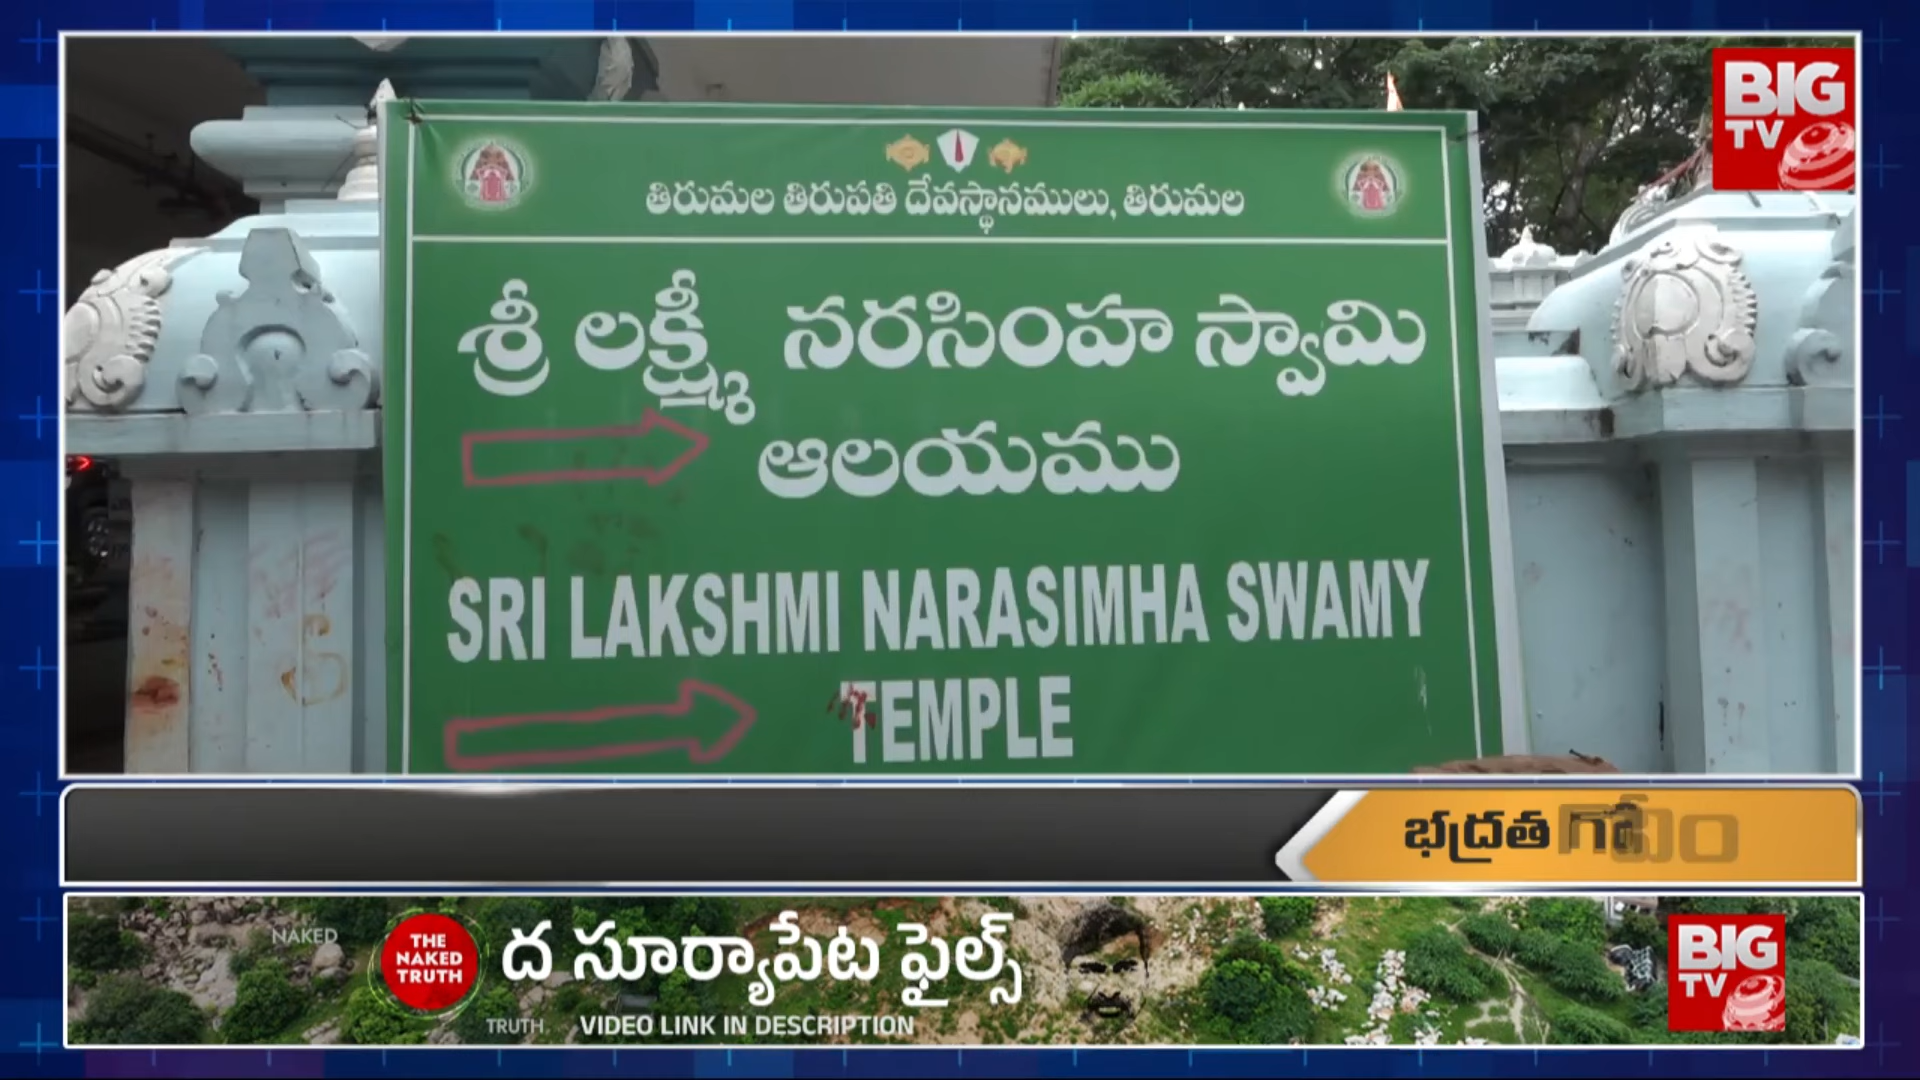 BIG
TV
తిరుమల తిరుపతి దేవస్థానములు, తిరుమల
శ్రీ లక్ష్మీ నరసింహ స్వామి
ఆలయము
SRI LAKSHMI NARASIMHA SWAMY
TEMPLE
భద్రత
NAKED
THE
NAKED
TRUTH
ద సూర్యాపేట ఫైల్స్
TRUTH
VIDEO LINK IN DESCRIPTION
BIG
TV